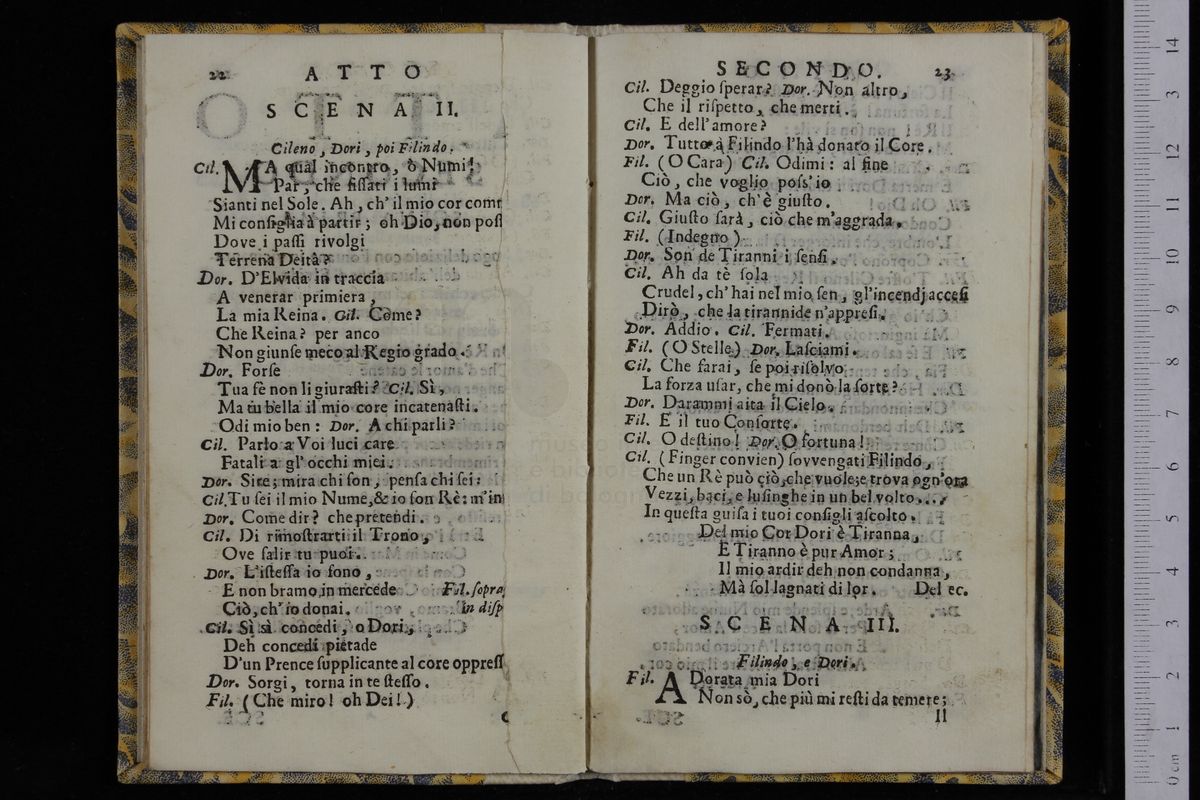 22 ATTO
SCENA II.
Cileno, Dori, poi Filindo.
Cil. MA qual incontro, ò Numi!
Par, che fiſſati i lumi
Sianti nel Sole. Ah, ch'il mio cor
Mi conſiglia à partir; oh Dio, non
Dove i paſſi rivolgi
Terrena Deità?
Dor. D'Elvida in traccia
A venerar primiera,
La mia Reina. Cil. Come?
Che Reina? per anco
Non giunſe meco al Regio grado.
Dor. Forſe
Tua fè non li giuraſti? Cil. Sì,
Ma tu bella il mio core incatenaſti.
Odi mio ben: Dor. A chi parli?
Cil. Parlo a Voi luci care
Fatali a gl'occhi miei.
Dor. Sire; mira chi ſon, penſa chi ſei:
Cil. Tu ſei il mio Nume, & io ſon Rè: m'in
Dor. Come dir? che pretendi.
Cil. Di rimoſtrarti il Trono,
Ove ſalir tu puoi.
Dor. L'iſteſſa io ſono,
E non bramo in mercede Fil. ſopra
Ciò, ch'io donai. in diſp
Cil. Sì sì concedi, o Dori,
Deh concedi pietade
D'un Prence ſupplicante al core oppreſſ
Dor. Sorgi, torna in te ſteſſo.
Fil. (Che miro! oh Dei!)
SECONDO. 23
Cil. Deggio ſperar? Dor. Non altro,
Che il riſpetto, che merti.
Cil. E dell'amore?
Dor. Tutto à Filindo l'hà donato il Core.
Fil. (O Cara) Cil. Odimi: al fine
Ciò, che voglio poſs'io
Dor. Ma ciò, ch'è giuſto.
Cil. Giuſto ſarà, ciò che m'aggrada.
Fil. (Indegno)
Dor. Son de Tiranni i ſenſi.
Cil. Ah da tè ſola
Crudel, ch'hai nel mio ſen, gl'incendj acceſi
Dirò, che la tirannide n'appreſi.
Dor. Addio. Cil. Fermati.
Fil. (O Stelle) Dor. Laſciami.
Cil. Che farai, ſe poi riſolvo
La forza uſar, che mi donò la ſorte?
Dor. Darammi aita il Cielo.
Fil. E il tuo Conſorte.
Cil. O deſtino! Dor. O fortuna!
Cil. (Finger convien) ſovvengati Filindo,
Che un Rè può ciò, che vuole; e trova ogn'ora
Vezzi, baci, e luſinghe in un bel volto....
In queſta guiſa i tuoi conſigli aſcolto.
Del mio Cor Dori è Tiranna,
E Tiranno è pur Amor;
Il mio ardir deh non condanna,
Mà ſol lagnati di lor. Del ec.
SCENA III.
Filindo, e Dori.
Fil. ADorata mia Dori
Non sò, che più mi reſti da temere;
Il